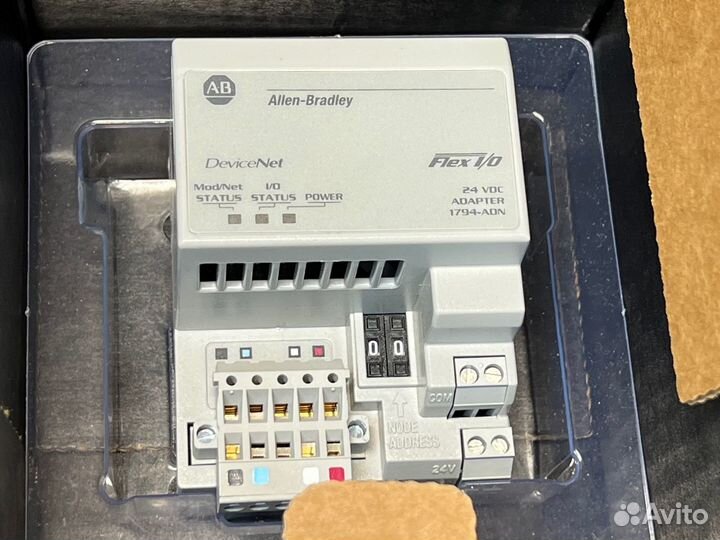 AB
Allen-Bradley
DeviceNet
Flex I/O
Mod/Net I/O
STATUS STATUS POWER
24 VDC
ADAPTER
1794-ADN
0 0
COM
NODE
ADDRESS
24V
Avito